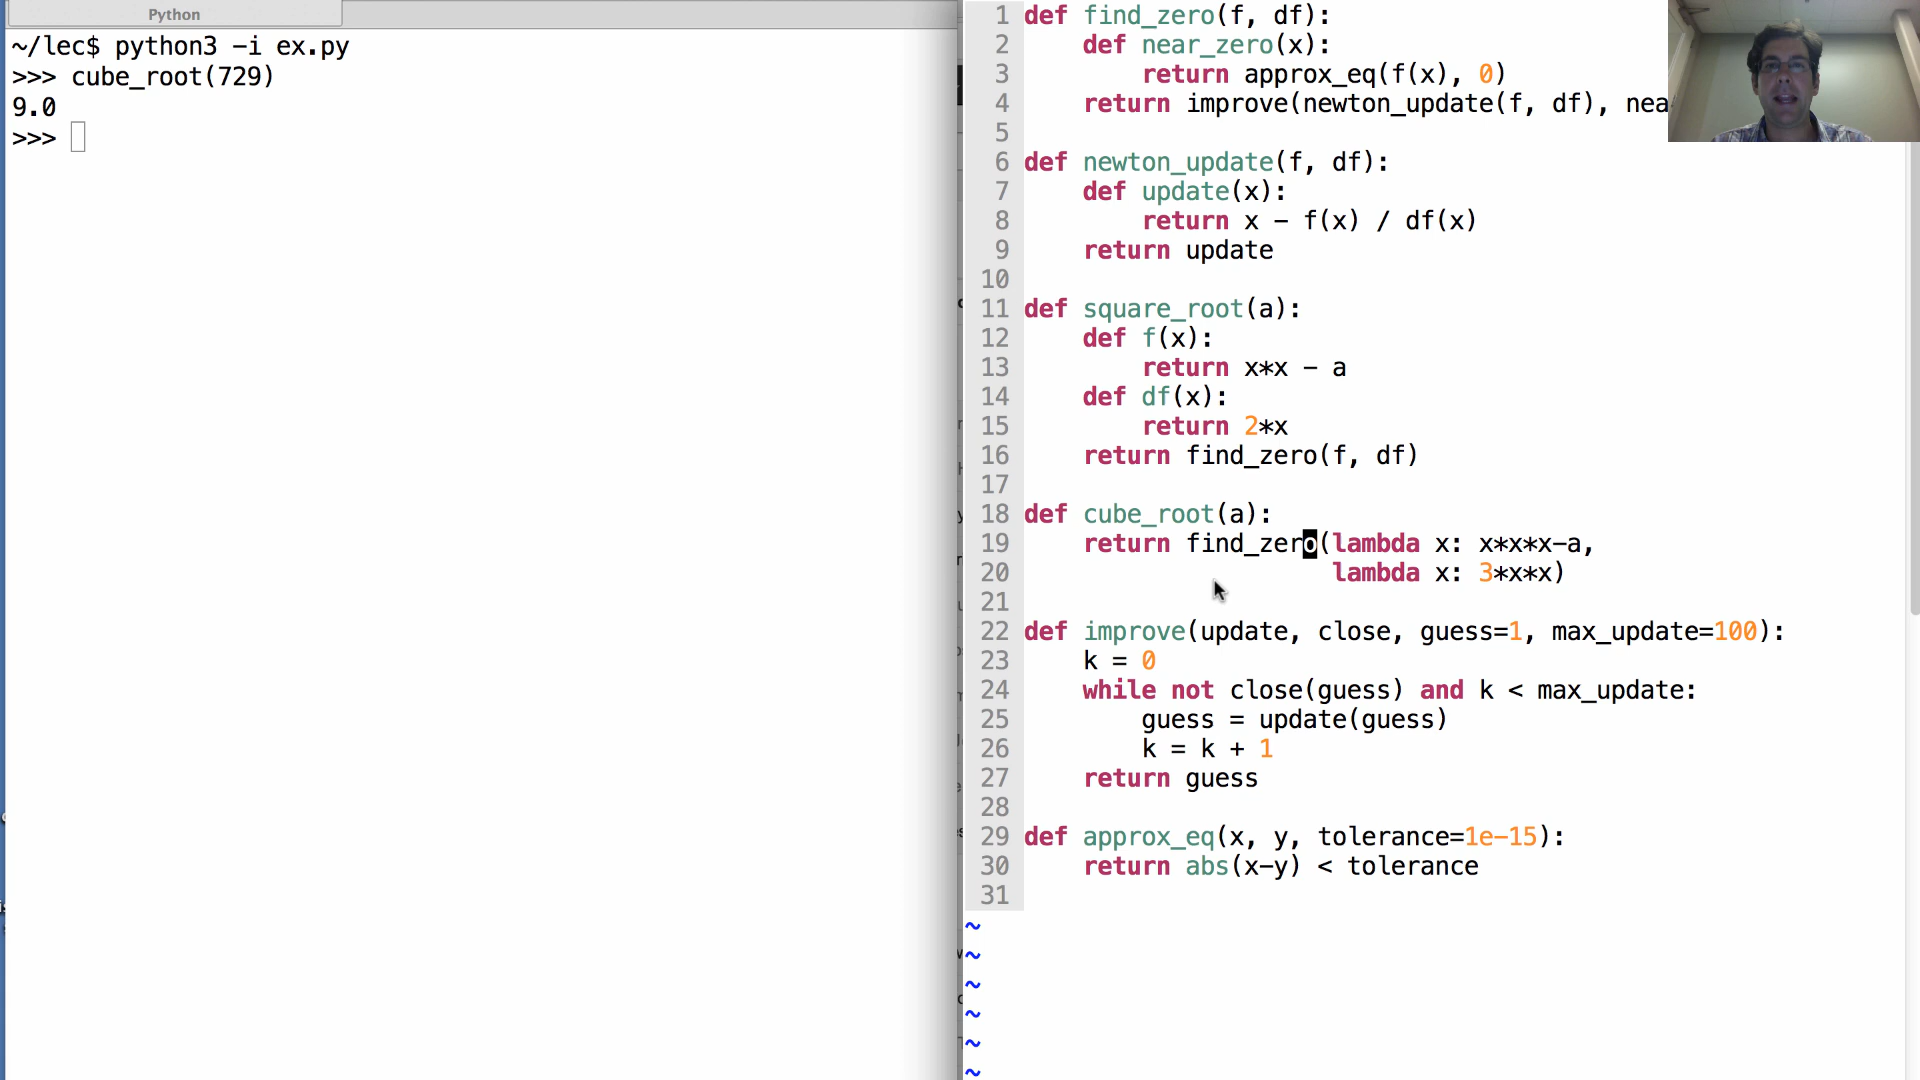 Python
~/lec$ python3 -i ex.py
>>> cube_root(729)
9.0
>>>
1 def find_zero(f, df):
2     def near_zero(x):
3         return approx_eq(f(x), 0)
4     return improve(newton_update(f, df), nea
5
6 def newton_update(f, df):
7     def update(x):
8         return x - f(x) / df(x)
9     return update
10
11 def square_root(a):
12     def f(x):
13         return x*x - a
14     def df(x):
15         return 2*x
16     return find_zero(f, df)
17
18 def cube_root(a):
19     return find_zero(lambda x: x*x*x-a,
20                      lambda x: 3*x*x)
21
22 def improve(update, close, guess=1, max_update=100):
23     k = 0
24     while not close(guess) and k < max_update:
25         guess = update(guess)
26         k = k + 1
27     return guess
28
29 def approx_eq(x, y, tolerance=1e-15):
30     return abs(x-y) < tolerance
31
~
~
~
~
~
~